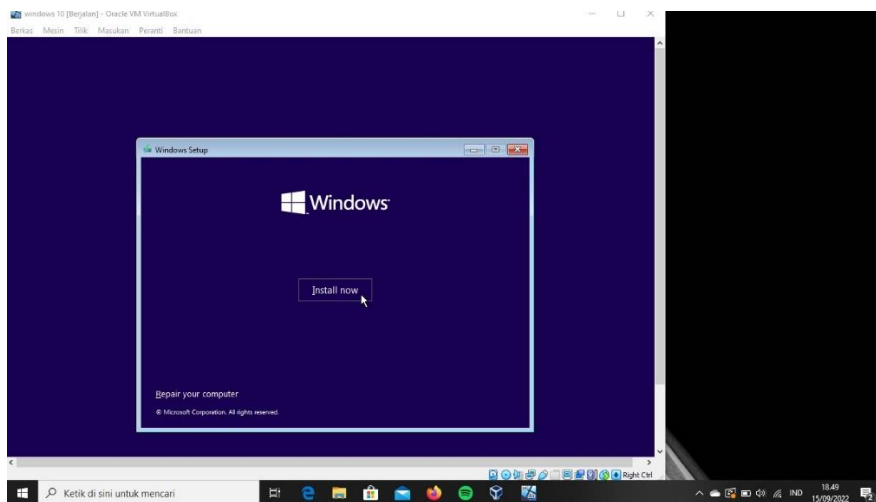 windows 10 [Berjalan] - Oracle VM VirtualBox
Berkas Mesin Tilik Masukan Peranti Bantuan
Windows Setup
Windows
Install now
Repair your computer
© Microsoft Corporation. All rights reserved.
Right Ctrl
Ketik di sini untuk mencari
IND
18.49
15/09/2022
2